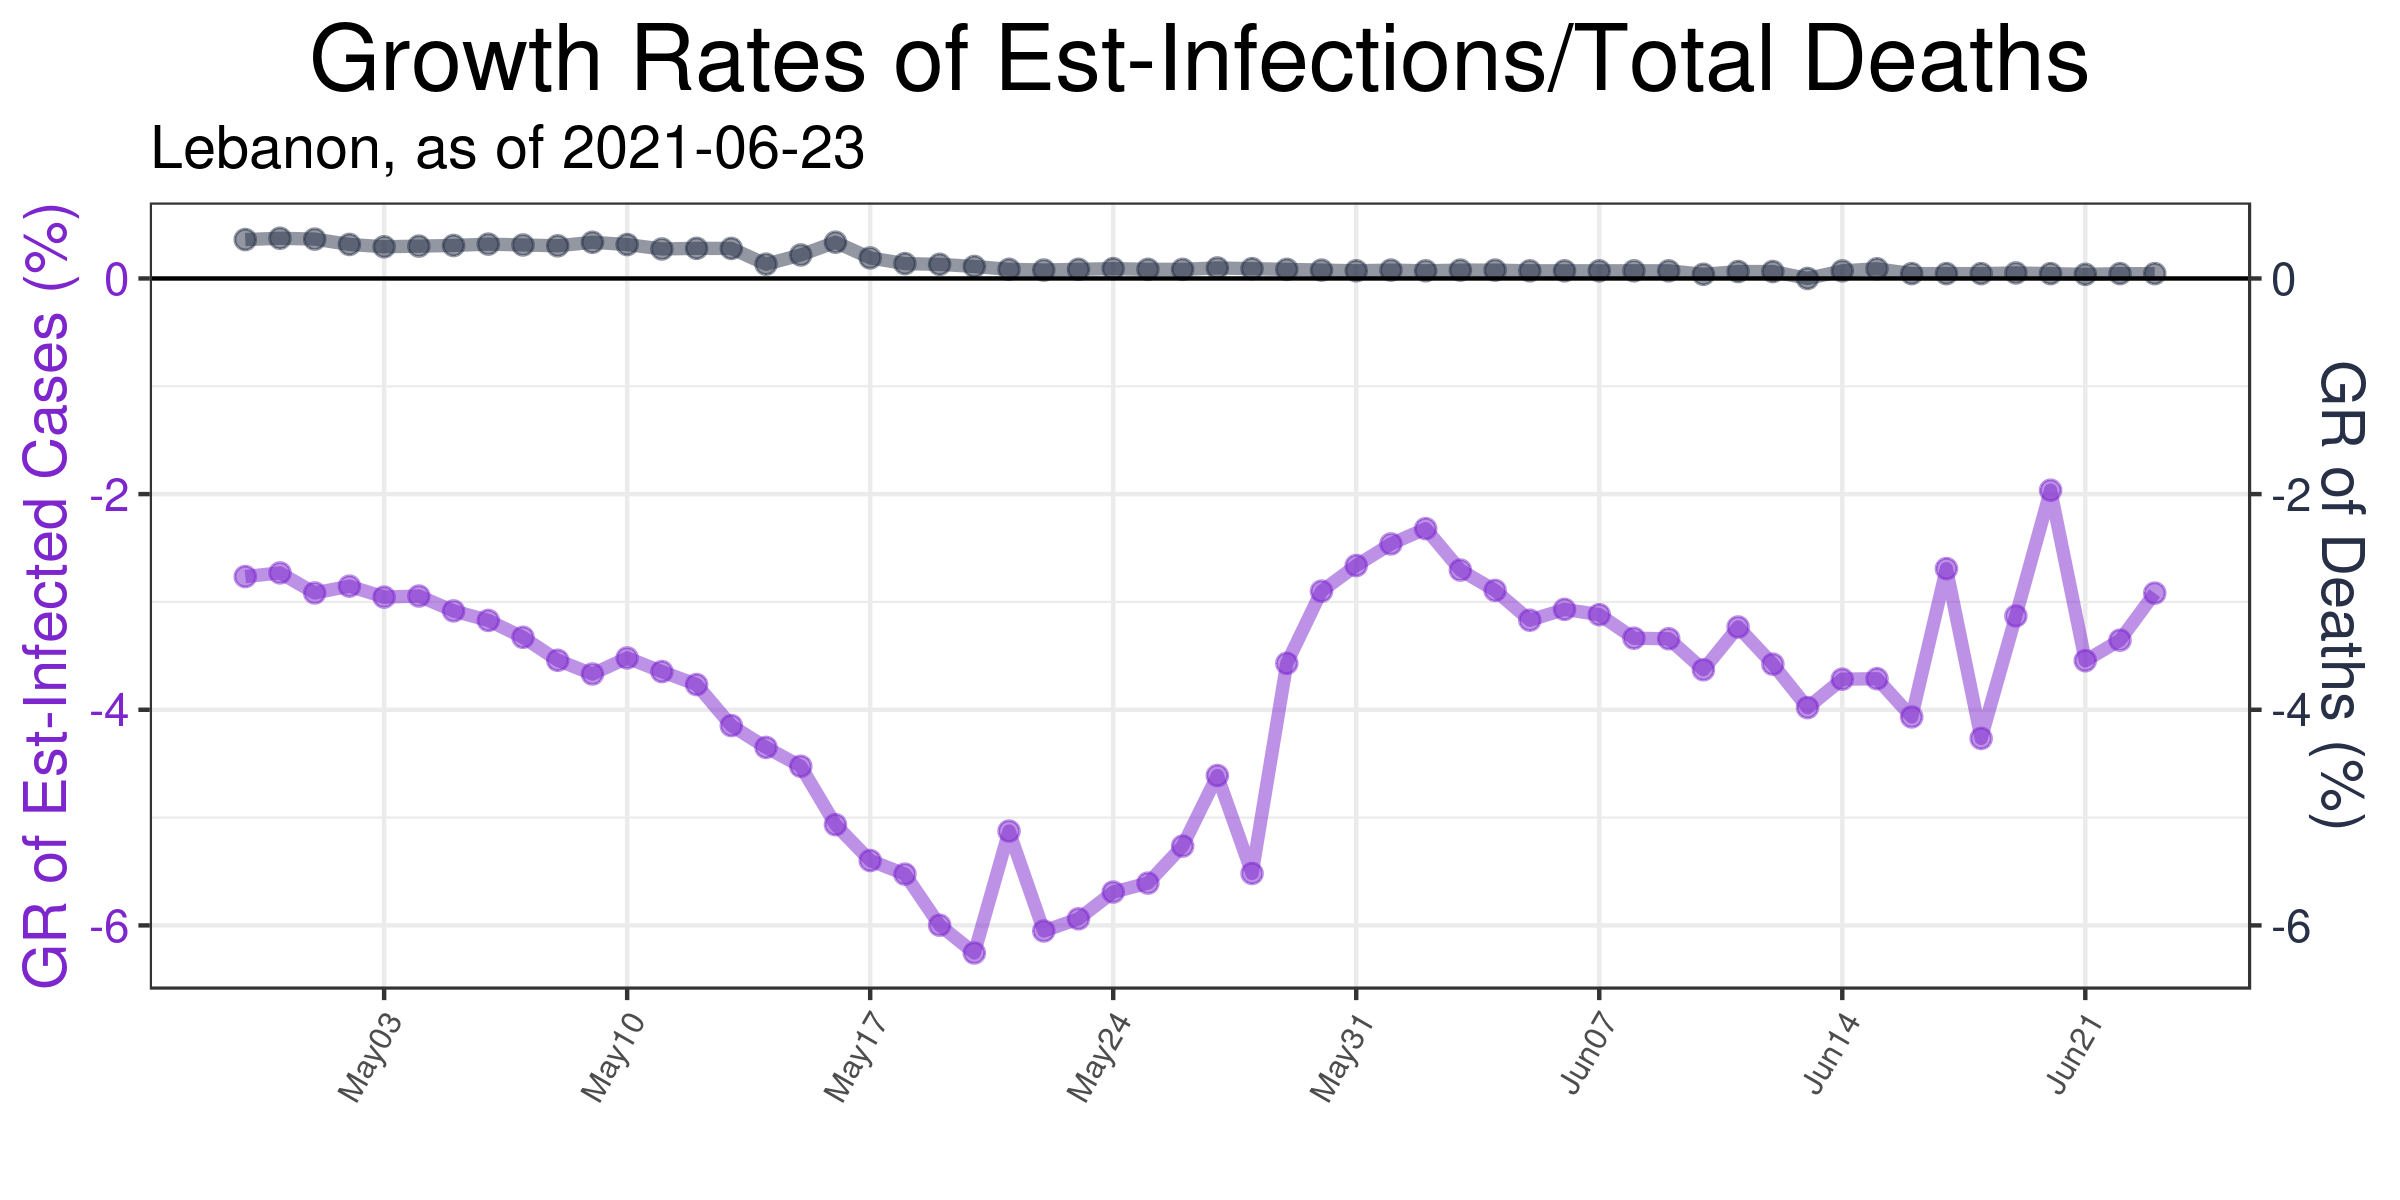 Growth Rates of Est-Infections/Total Deaths
Lebanon, as of 2021-06-23
GR of Est-Infected Cases (%)
0
-2
-4
-6
0
-2
-4
-6
GR of Deaths (%)
May03
May10
May17
May24
May31
Jun07
Jun14
Jun21